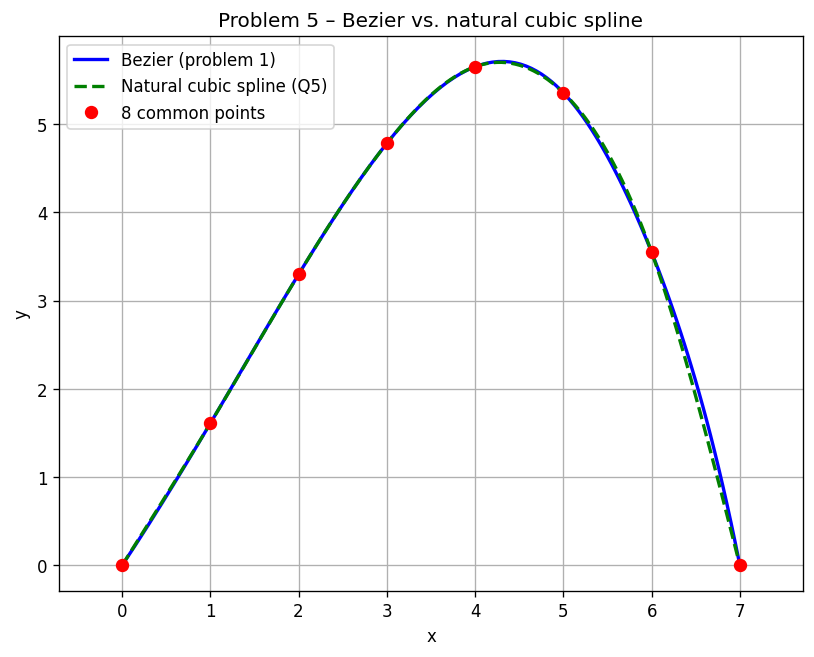 Problem 5 – Bezier vs. natural cubic spline
Bezier (problem 1)
Natural cubic spline (Q5)
8 common points
5
4
3
2
1
0
y
0 1 2 3 4 5 6 7
x